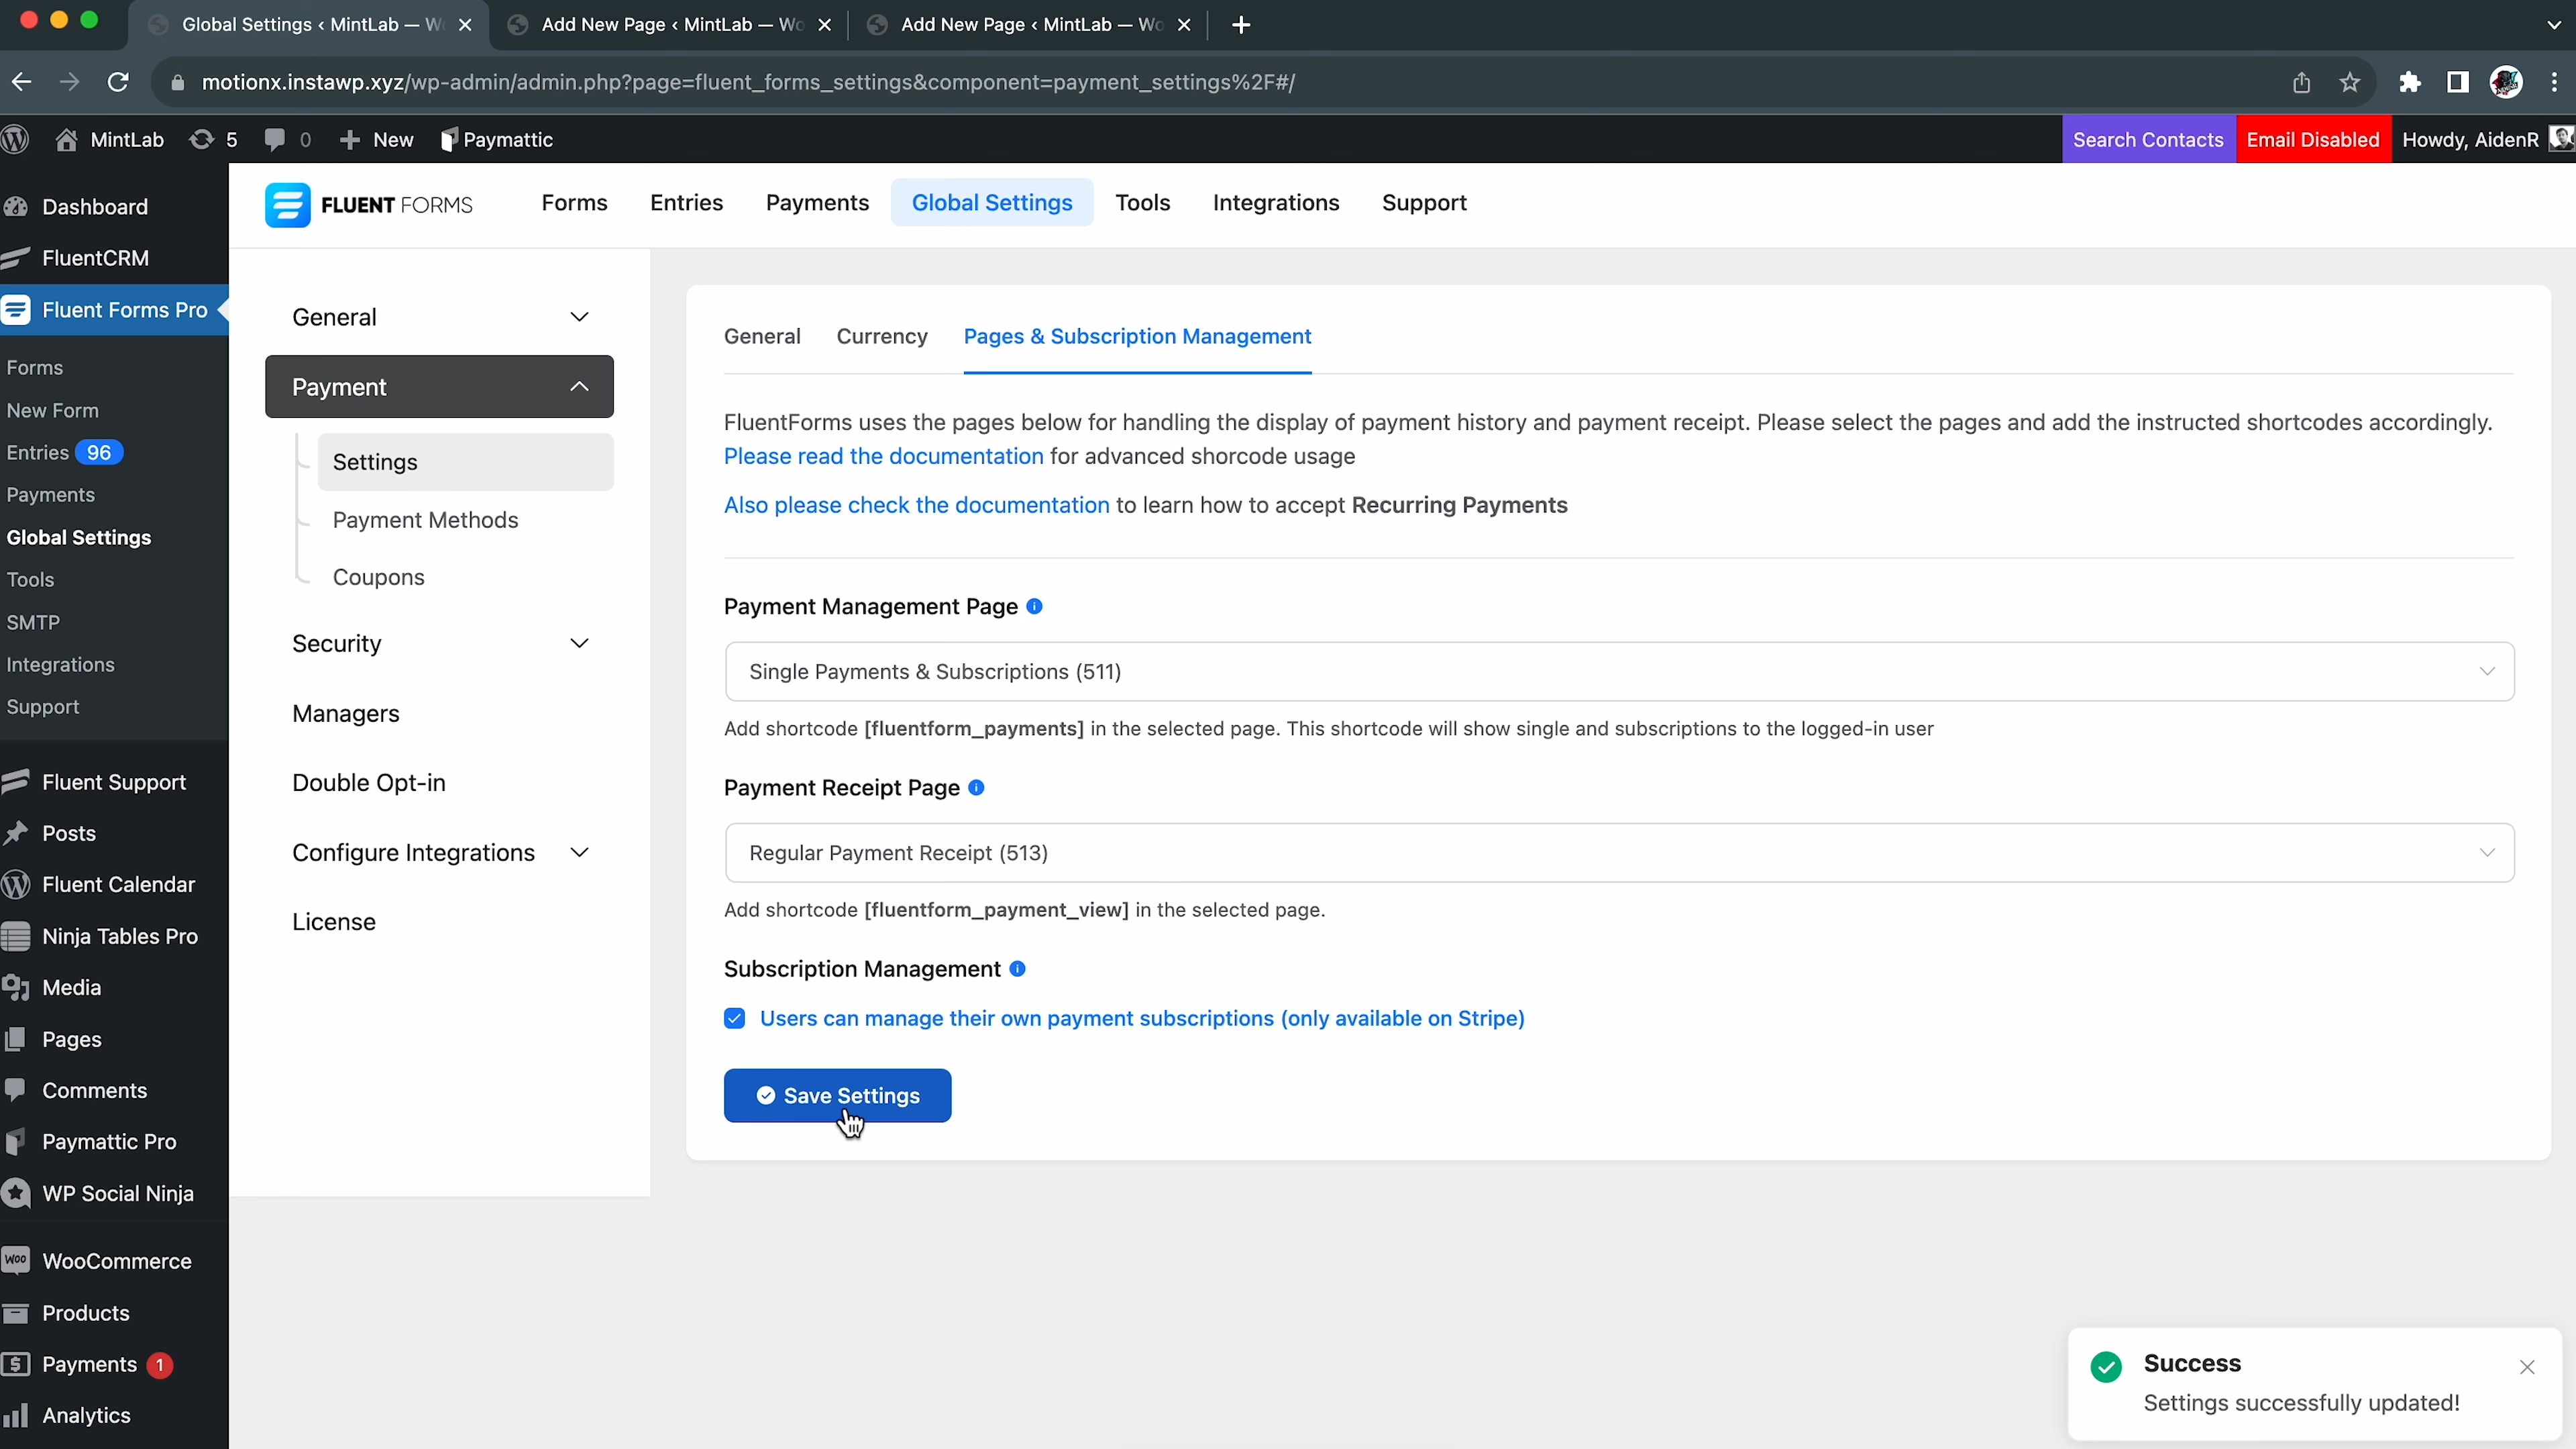 Global Settings ‹ MintLab — W
Add New Page ‹ MintLab — Wo
Add New Page ‹ MintLab — Wo
motionx.instawp.xyz/wp-admin/admin.php?page=fluent_forms_settings&component=payment_settings%2F#/
MintLab
5
0
New
Paymattic
Search Contacts
Email Disabled
Howdy, AidenR
Dashboard
FluentCRM
Fluent Forms Pro
Forms
New Form
Entries 96
Payments
Global Settings
Tools
SMTP
Integrations
Support
Fluent Support
Posts
Fluent Calendar
Ninja Tables Pro
Media
Pages
Comments
Paymattic Pro
WP Social Ninja
WooCommerce
Products
Payments 1
Analytics
FLUENT FORMS
Forms
Entries
Payments
Global Settings
Tools
Integrations
Support
General
Payment
Settings
Payment Methods
Coupons
Security
Managers
Double Opt-in
Configure Integrations
License
General
Currency
Pages & Subscription Management
FluentForms uses the pages below for handling the display of payment history and payment receipt. Please select the pages and add the instructed shortcodes accordingly.
Please read the documentation for advanced shorcode usage
Also please check the documentation to learn how to accept Recurring Payments
Payment Management Page
Single Payments & Subscriptions (511)
Add shortcode [fluentform_payments] in the selected page. This shortcode will show single and subscriptions to the logged-in user
Payment Receipt Page
Regular Payment Receipt (513)
Add shortcode [fluentform_payment_view] in the selected page.
Subscription Management
Users can manage their own payment subscriptions (only available on Stripe)
Save Settings
Success
Settings successfully updated!